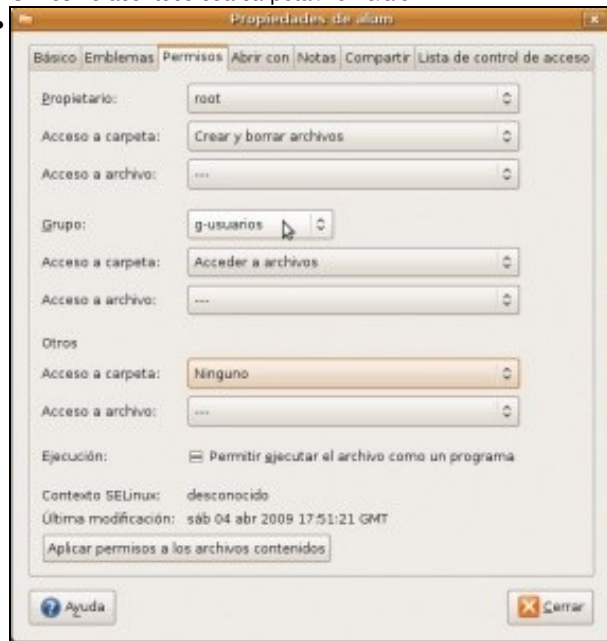 Propiedades de alum
Básico Emblemas Permisos Abrir con Notas Compartir Lista de control de acceso
Propietario: root
Acceso a carpeta: Crear y borrar archivos
Acceso a archivo: ---
Grupo: g-usuarios
Acceso a carpeta: Acceder a archivos
Acceso a archivo: ---
Otros
Acceso a carpeta: Ninguno
Acceso a archivo: ---
Ejecución: Permitir ejecutar el archivo como un programa
Contexto SELinux: desconocido
Última modificación: sáb 04 abr 2009 17:51:21 GMT
Aplicar permisos a los archivos contenidos
Ayuda Cerrar